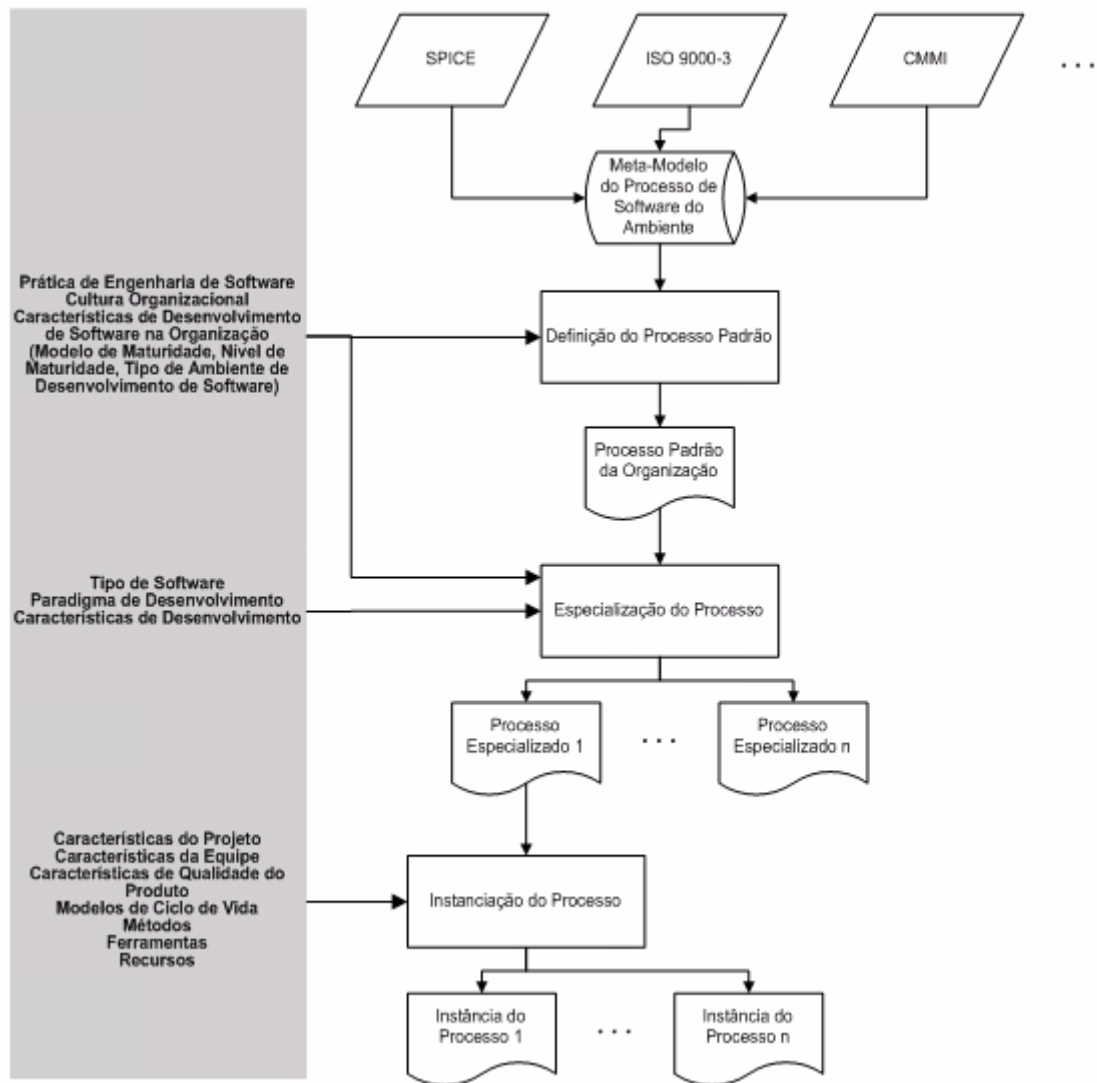 SPICE
ISO 9000-3
CMMI
. . .
Meta-Modelo
do Processo de
Software do
Ambiente
Prática de Engenharia de Software
Cultura Organizacional
Características de Desenvolvimento
de Software na Organização
(Modelo de Maturidade, Nivel de
Maturidade, Tipo de Ambiente de
Desenvolvimento de Software)
Definição do Processo Padrão
Processo Padrão
da Organização
Tipo de Software
Paradigma de Desenvolvimento
Características de Desenvolvimento
Especialização do Processo
Processo
Especializado 1
. . .
Processo
Especializado n
Características do Projeto
Características da Equipe
Características de Qualidade do
Produto
Modelos de Ciclo de Vida
Métodos
Ferramentas
Recursos
Instanciação do Processo
Instância do
Processo 1
. . .
Instância do
Processo n